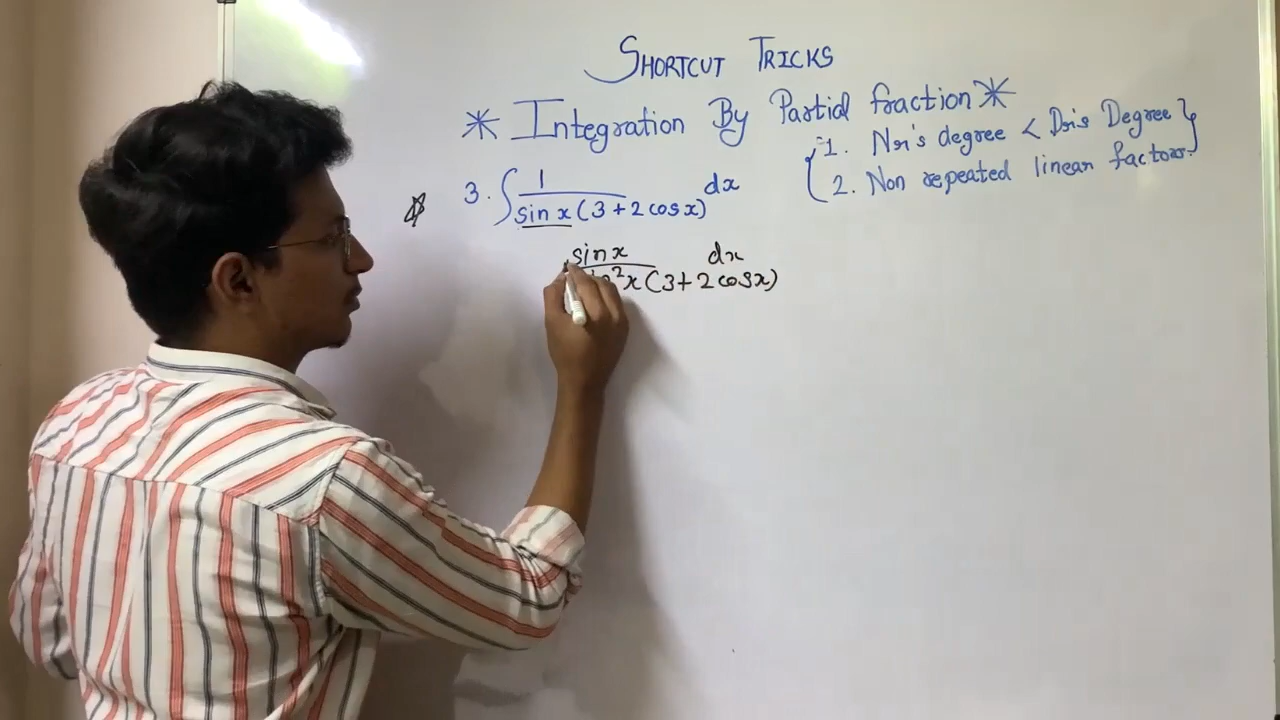 SHORTCUT TRICKS
* Integration By Partial fraction *
{ 1. Nr's degree < Dr's Degree
2. Non repeated linear factors. }
3. ∫ 1 / sin x (3 + 2 cos x) dx
sin x dx
²x (3 + 2 cos x)